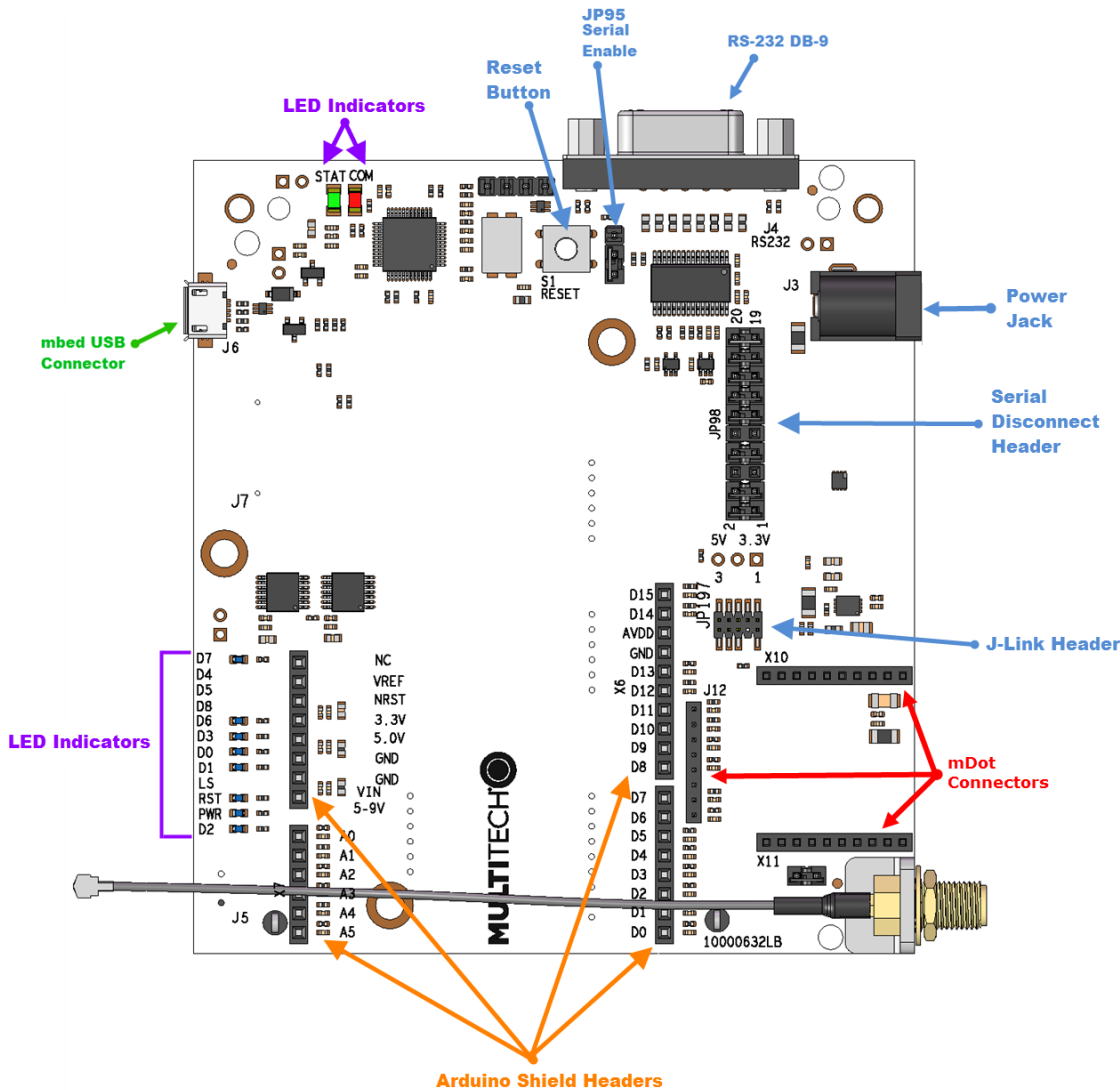 JP95
Serial
Enable
RS-232 DB-9
Reset
Button
LED Indicators
STAT COM
J4
RS232
S1
RESET
J3
Power
Jack
20 19
mbed USB
Connector
J6
JP98
Serial
Disconnect
Header
J7
2 1
5V 3.3V
3 1
JP197
J-Link Header
D15
D14
AVDD
GND
D13
D12
D11
D10
D9
D8
X6
J12
X10
D7
D4
D5
D8
D6
D3
D0
D1
LS
RST
PWR
D2
LED Indicators
NC
VREF
NRST
3.3V
5.0V
GND
GND
VIN
5-9V
MULTITECH
mDot
Connectors
D7
D6
D5
D4
D3
D2
D1
D0
X11
A0
A1
A2
A3
A4
A5
J5
10000632LB
Arduino Shield Headers